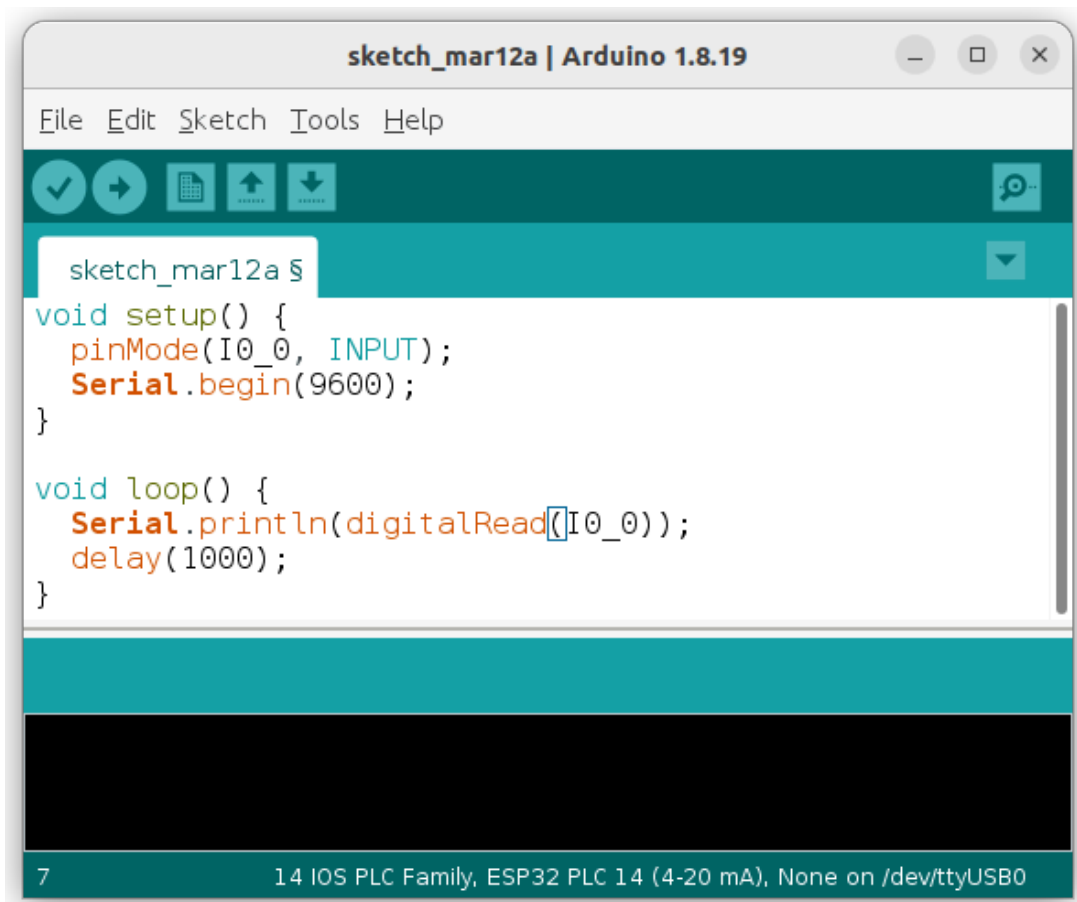 sketch_mar12a | Arduino 1.8.19
File Edit Sketch Tools Help
sketch_mar12a §
void setup() {
  pinMode(I0_0, INPUT);
  Serial.begin(9600);
}

void loop() {
  Serial.println(digitalRead(I0_0));
  delay(1000);
}
7 14 IOS PLC Family, ESP32 PLC 14 (4-20 mA), None on /dev/ttyUSB0